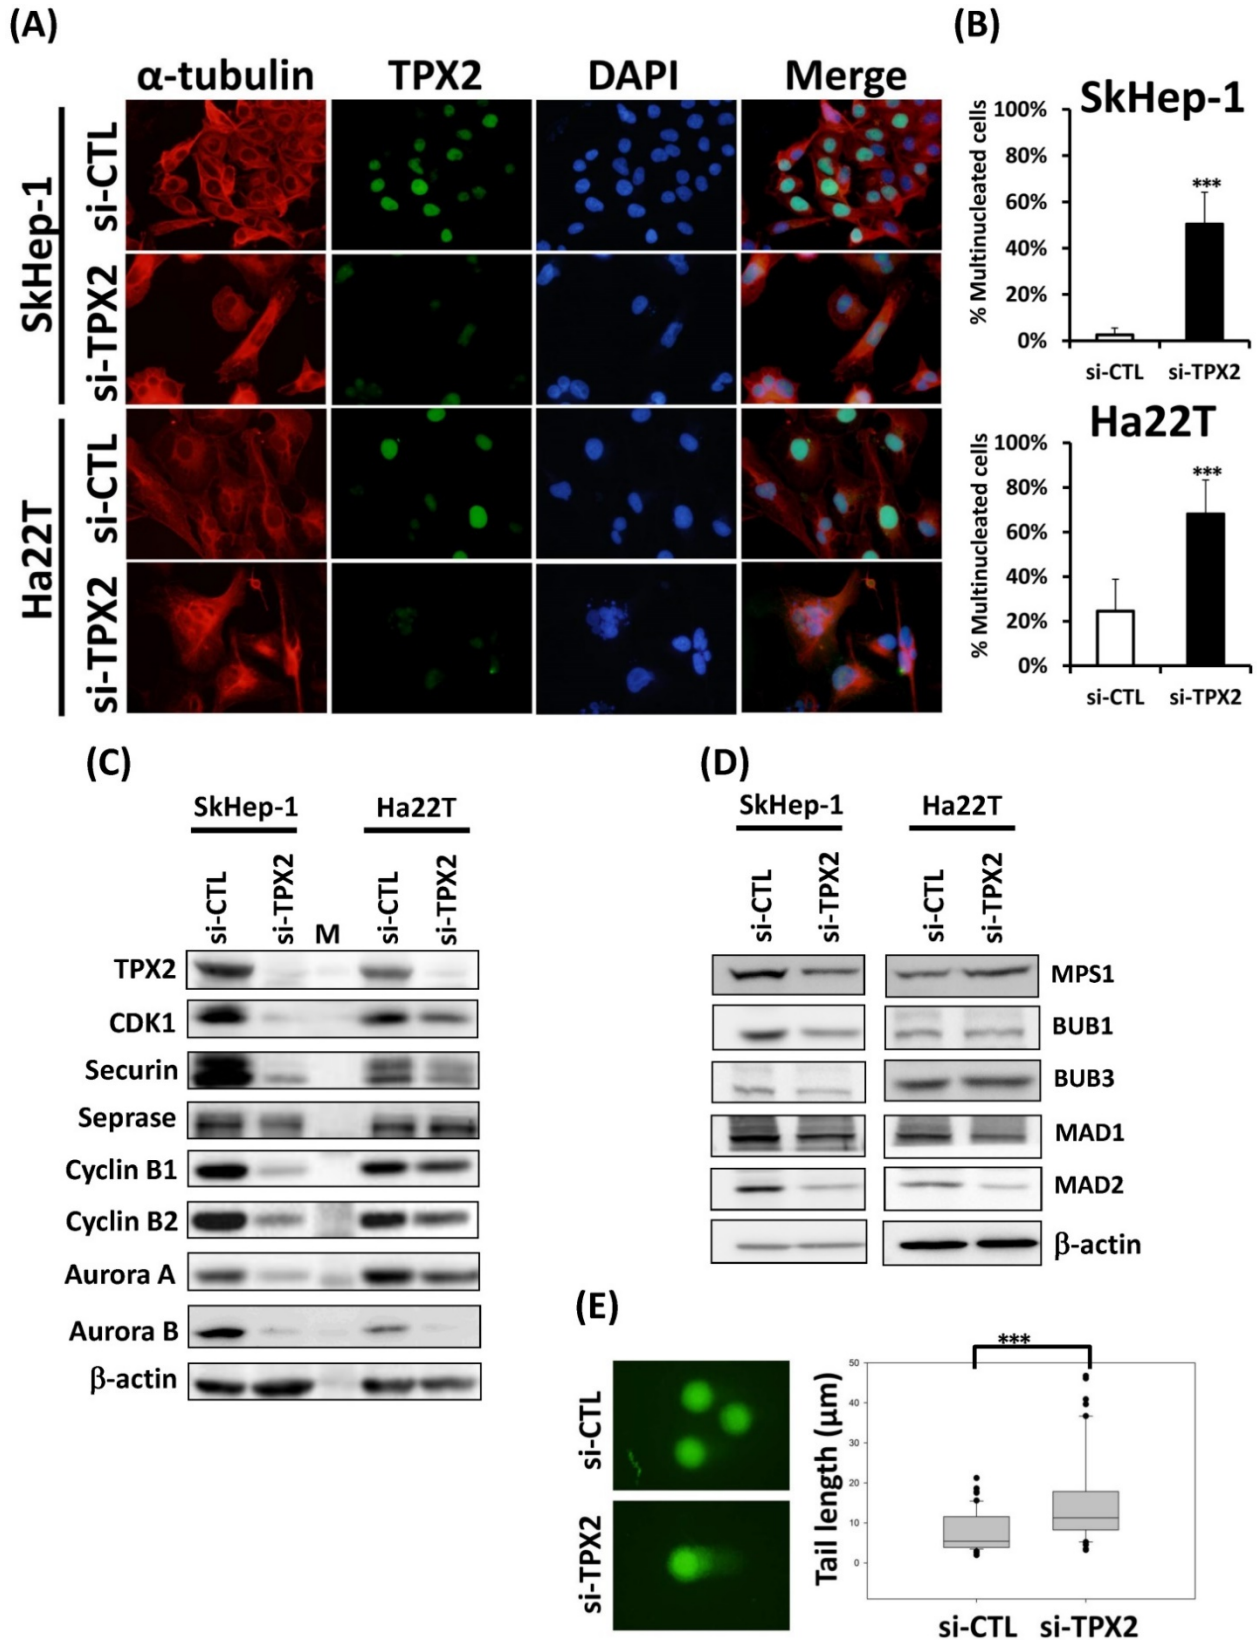 (A)
α-tubulin TPX2 DAPI Merge
SkHep-1
si-CTL
si-TPX2
Ha22T
si-CTL
si-TPX2
(B)
SkHep-1
% Multinucleated cells
100%
80%
60%
40%
20%
0%
***
si-CTL si-TPX2
Ha22T
% Multinucleated cells
100%
80%
60%
40%
20%
0%
***
si-CTL si-TPX2
(C)
SkHep-1 Ha22T
si-CTL si-TPX2 M si-CTL si-TPX2
TPX2
CDK1
Securin
Seprase
Cyclin B1
Cyclin B2
Aurora A
Aurora B
β-actin
(D)
SkHep-1 Ha22T
si-CTL si-TPX2 si-CTL si-TPX2
MPS1
BUB1
BUB3
MAD1
MAD2
β-actin
(E)
si-CTL
si-TPX2
***
Tail length (μm)
50
40
30
20
10
0
si-CTL si-TPX2